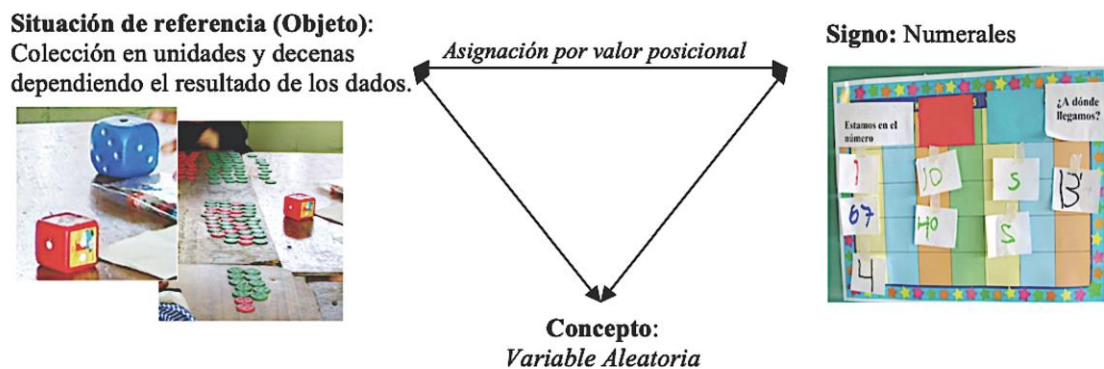 Situación de referencia (Objeto):
Colección en unidades y decenas
dependiendo el resultado de los dados.
Asignación por valor posicional
Signo: Numerales
Estamos en el
número
¿A dónde
llegamos?
1 10 5 13
67 40 5
4
Concepto:
Variable Aleatoria